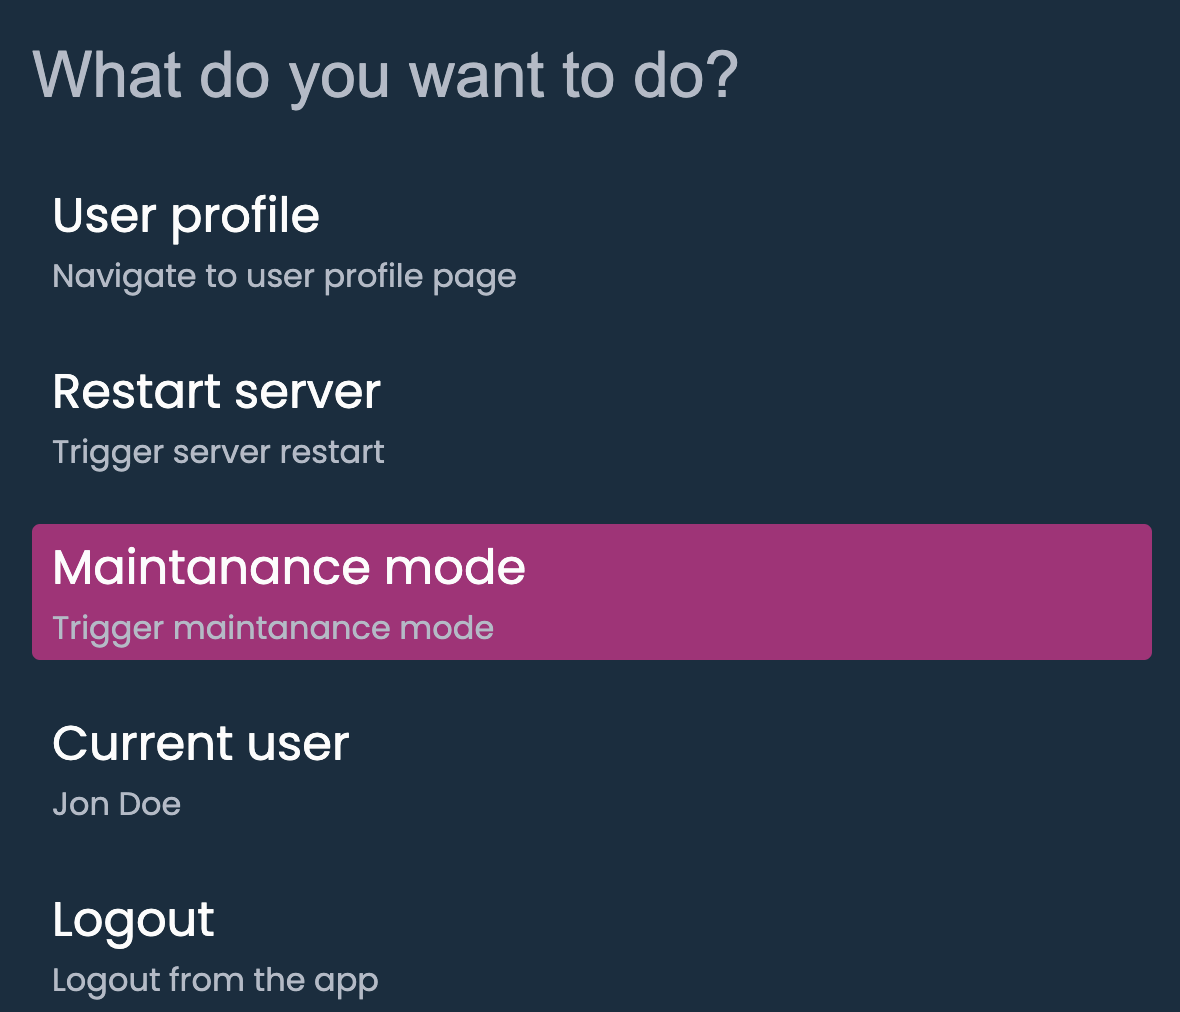 What do you want to do?
User profile
Navigate to user profile page
Restart server
Trigger server restart
Maintanance mode
Trigger maintanance mode
Current user
Jon Doe
Logout
Logout from the app